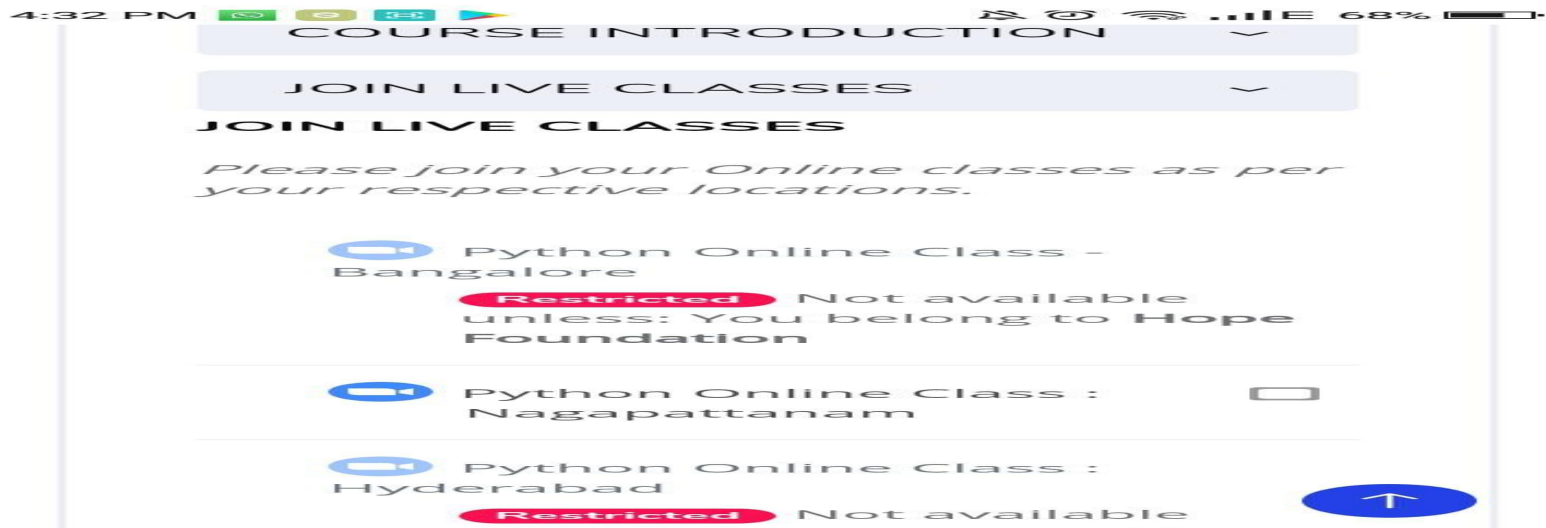 4:32 PM E 68%
COURSE INTRODUCTION
JOIN LIVE CLASSES
JOIN LIVE CLASSES
Please join your Online classes as per
your respective locations.
Python Online Class -
Bangalore
Restricted Not available
unless: You belong to Hope
Foundation
Python Online Class :
Nagapattanam
Python Online Class :
Hyderabad
Restricted Not available